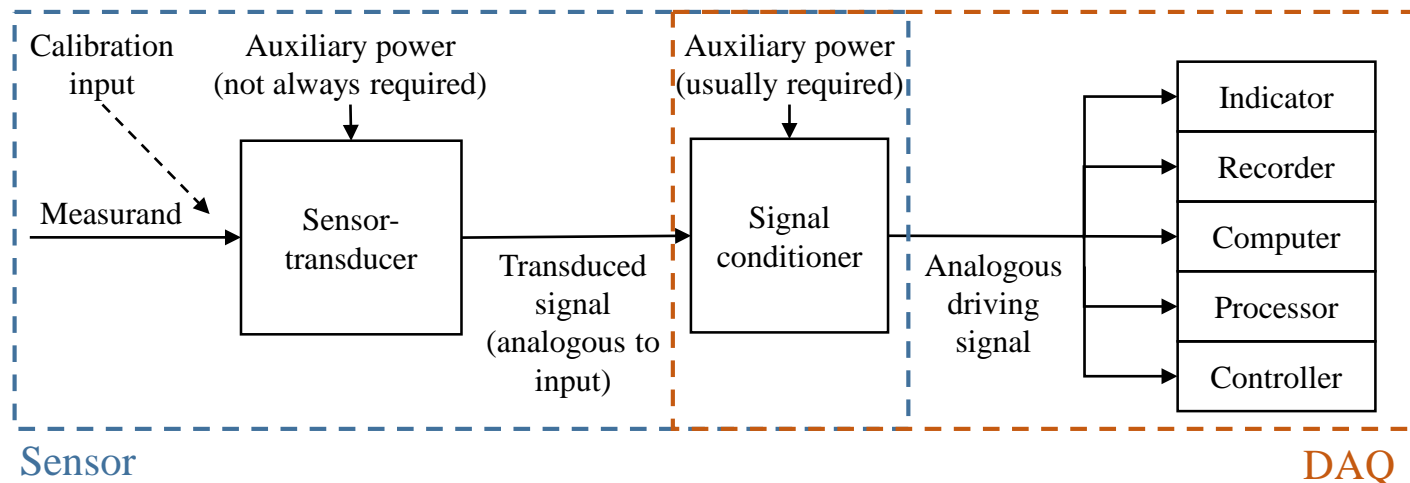 Calibration
input
Auxiliary power
(not always required)
Auxiliary power
(usually required)
Measurand
Sensor-
transducer
Transduced
signal
(analogous to
input)
Signal
conditioner
Analogous
driving
signal
Indicator
Recorder
Computer
Processor
Controller
Sensor
DAQ